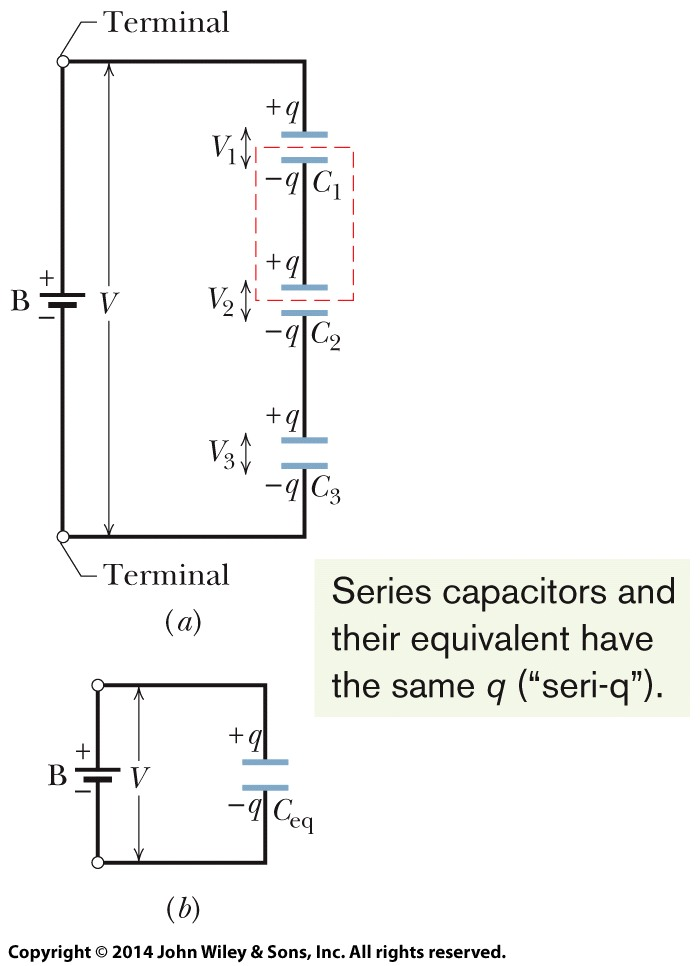 Terminal
+q
V1
−q C1
+q
+
B V
−
V2
−q C2
+q
V3
−q C3
Terminal
(a)
Series capacitors and
their equivalent have
the same q (“seri-q”).
+q
+
B V
−
−q Ceq
(b)
Copyright © 2014 John Wiley & Sons, Inc. All rights reserved.